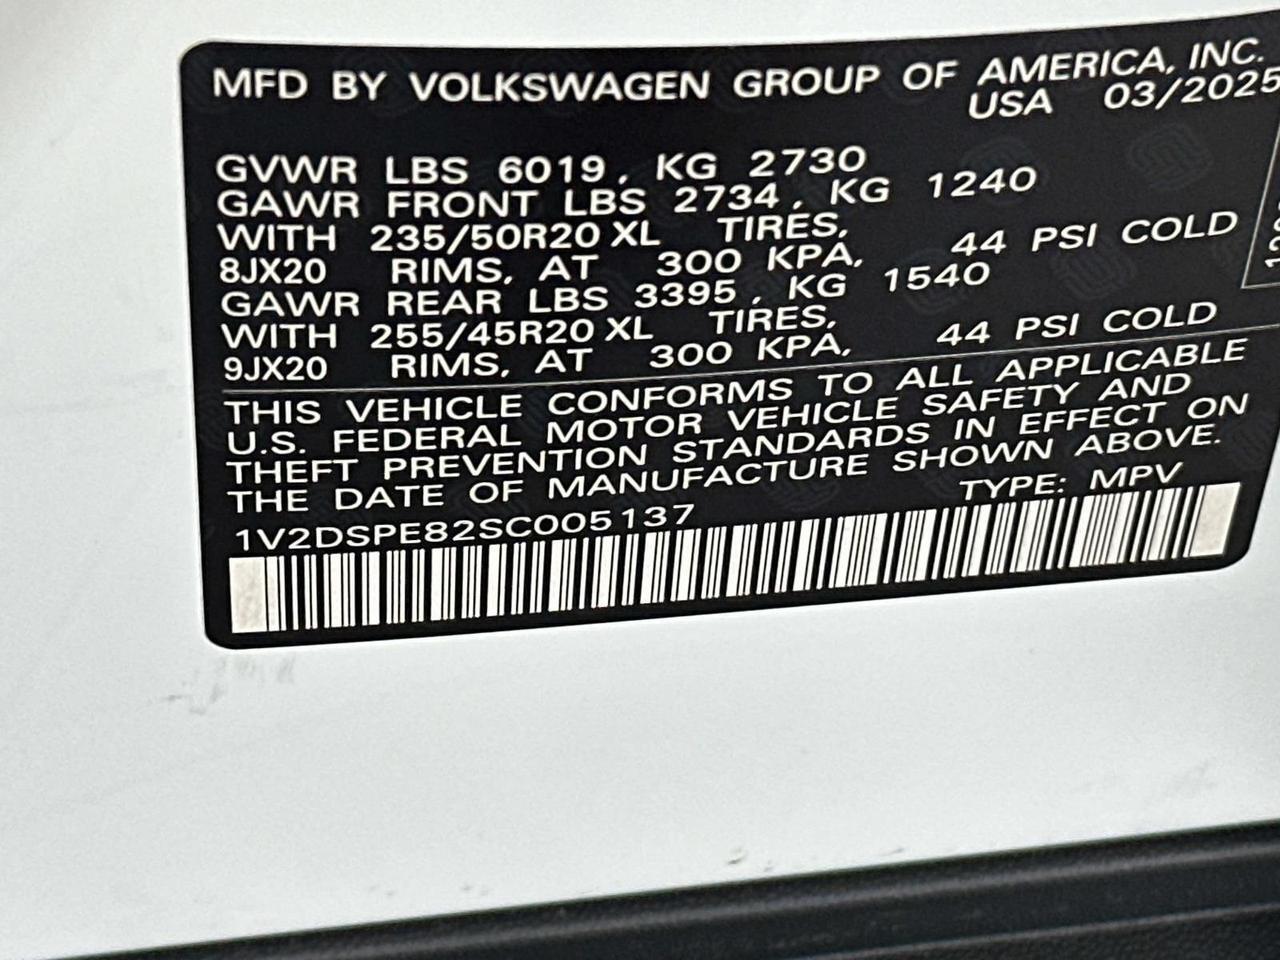 MFD BY VOLKSWAGEN GROUP OF AMERICA, INC.
USA 03/2025
GVWR LBS 6019, KG 2730
GAWR FRONT LBS 2734, KG 1240
WITH 235/50R20 XL TIRES,
8JX20 RIMS, AT 300 KPA, 44 PSI COLD
GAWR REAR LBS 3395, KG 1540
WITH 255/45R20 XL TIRES,
9JX20 RIMS, AT 300 KPA, 44 PSI COLD
THIS VEHICLE CONFORMS TO ALL APPLICABLE
U.S. FEDERAL MOTOR VEHICLE SAFETY AND
THEFT PREVENTION STANDARDS IN EFFECT ON
THE DATE OF MANUFACTURE SHOWN ABOVE.
TYPE: MPV
1V2DSPE82SC005137